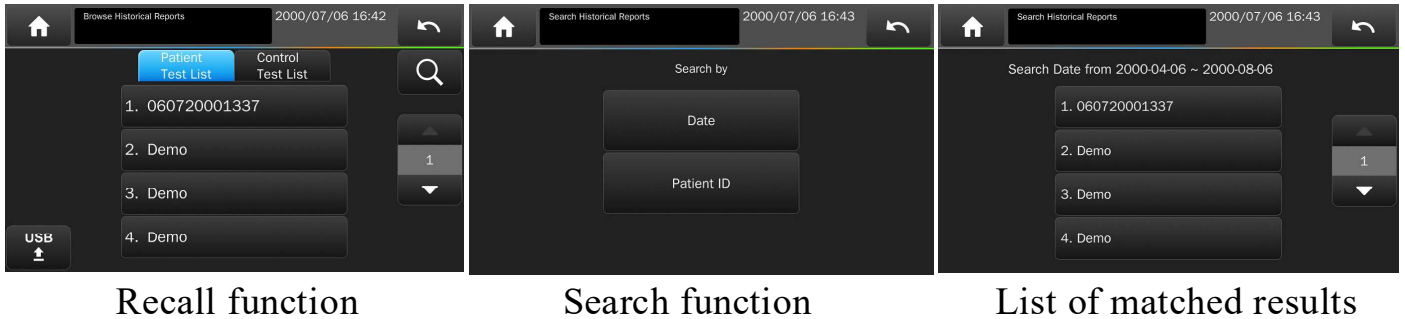 Browse Historical Reports
2000/07/06 16:42
Patient
Test List
Control
Test List
1. 060720001337
2. Demo
3. Demo
4. Demo
1
USB
Recall function
Search Historical Reports
2000/07/06 16:43
Search by
Date
Patient ID
Search function
Search Historical Reports
2000/07/06 16:43
Search Date from 2000-04-06 ~ 2000-08-06
1. 060720001337
2. Demo
3. Demo
4. Demo
1
List of matched results